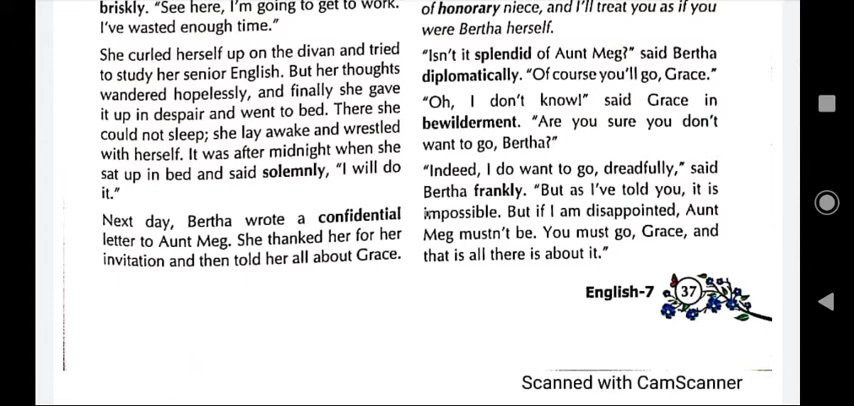 briskly. “See here, I’m going to get to work.
I’ve wasted enough time.”
She curled herself up on the divan and tried
to study her senior English. But her thoughts
wandered hopelessly, and finally she gave
it up in despair and went to bed. There she
could not sleep; she lay awake and wrestled
with herself. It was after midnight when she
sat up in bed and said solemnly, “I will do
it.”
Next day, Bertha wrote a confidential
letter to Aunt Meg. She thanked her for her
invitation and then told her all about Grace.
of honorary niece, and I’ll treat you as if you
were Bertha herself.
“Isn’t it splendid of Aunt Meg?” said Bertha
diplomatically. “Of course you’ll go, Grace.”
“Oh, I don’t know!” said Grace in
bewilderment. “Are you sure you don’t
want to go, Bertha?”
“Indeed, I do want to go, dreadfully,” said
Bertha frankly. “But as I’ve told you, it is
impossible. But if I am disappointed, Aunt
Meg mustn’t be. You must go, Grace, and
that is all there is about it.”
English-7 37
Scanned with CamScanner